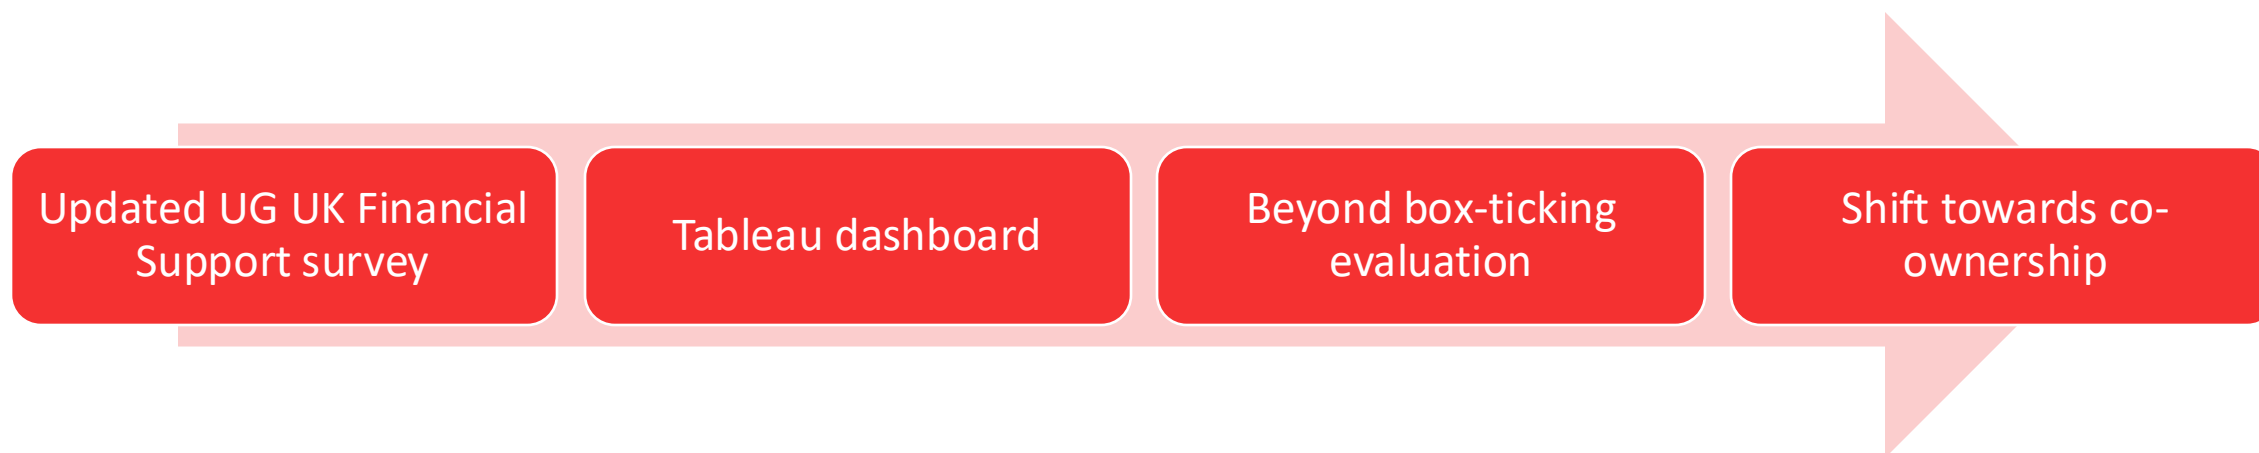 Updated UG UK Financial
Support survey
Tableau dashboard
Beyond box-ticking
evaluation
Shift towards co-
ownership